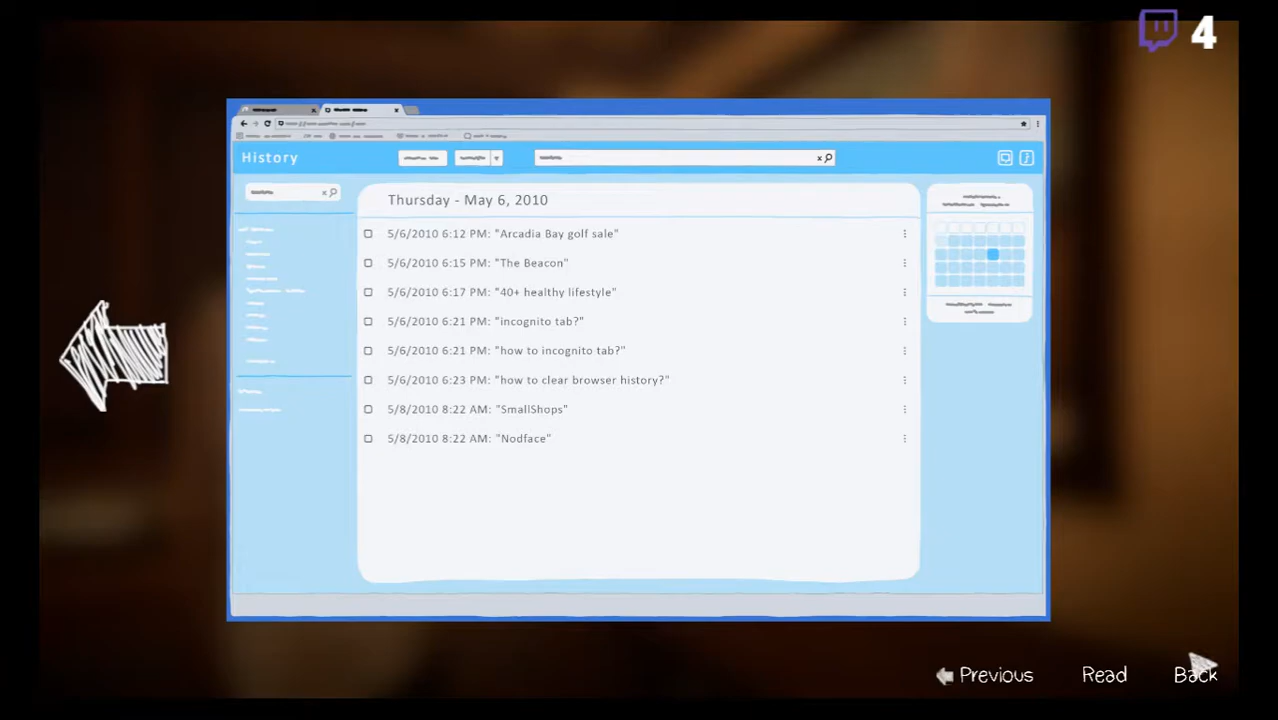 4
History
Thursday - May 6, 2010
5/6/2010 6:12 PM: "Arcadia Bay golf sale"
5/6/2010 6:15 PM: "The Beacon"
5/6/2010 6:17 PM: "40+ healthy lifestyle"
5/6/2010 6:21 PM: "incognito tab?"
5/6/2010 6:21 PM: "how to incognito tab?"
5/6/2010 6:23 PM: "how to clear browser history?"
5/8/2010 8:22 AM: "SmallShops"
5/8/2010 8:22 AM: "Nodface"
Previous Read Back